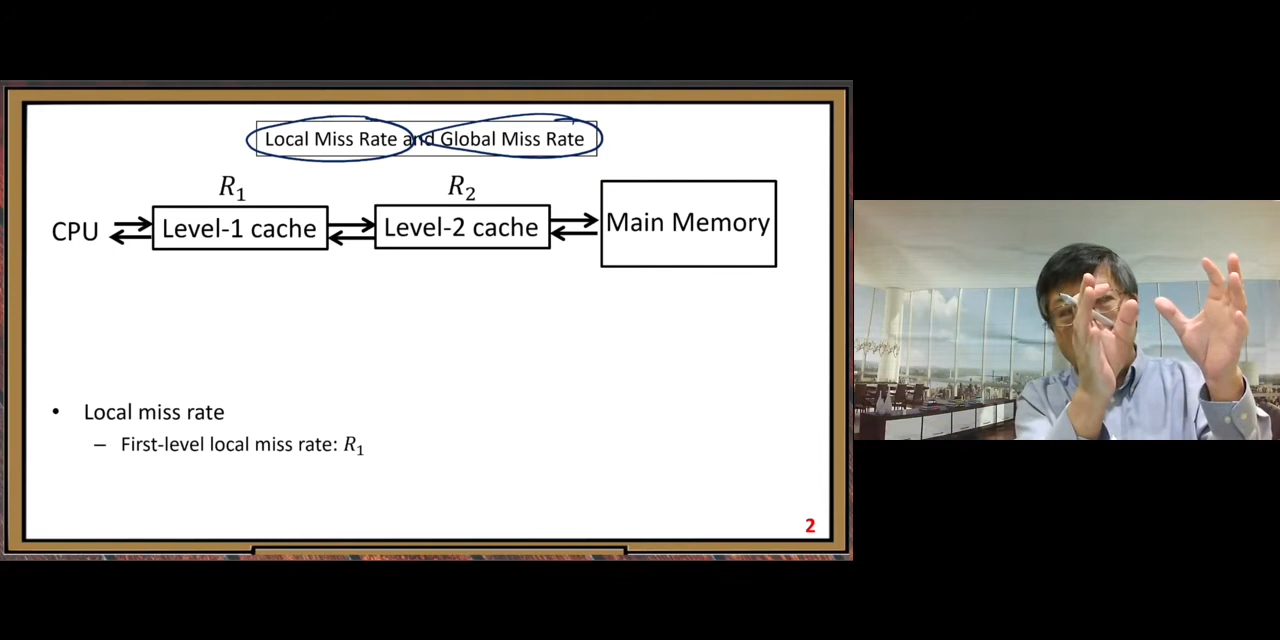 Local Miss Rate and Global Miss Rate
R₁ R₂
CPU Level-1 cache Level-2 cache Main Memory
• Local miss rate
– First-level local miss rate: R₁
2